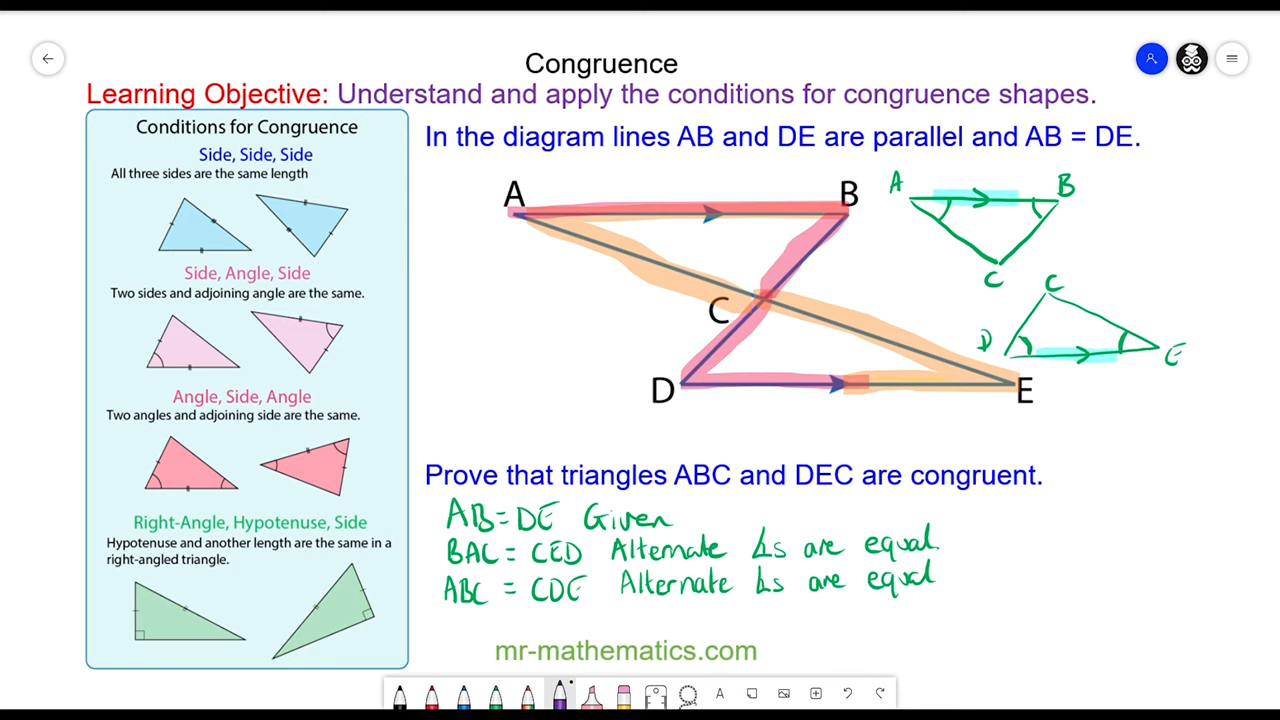 Congruence
Learning Objective: Understand and apply the conditions for congruence shapes.
Conditions for Congruence
Side, Side, Side
All three sides are the same length
Side, Angle, Side
Two sides and adjoining angle are the same.
Angle, Side, Angle
Two angles and adjoining side are the same.
Right-Angle, Hypotenuse, Side
Hypotenuse and another length are the same in a
right-angled triangle.
In the diagram lines AB and DE are parallel and AB = DE.
A
B
C
D
E
A
B
C
C
D
E
Prove that triangles ABC and DEC are congruent.
AB = DE Given
BAC = CED Alternate ∠s are equal.
ABC = CDE Alternate ∠s are equal
mr-mathematics.com
A